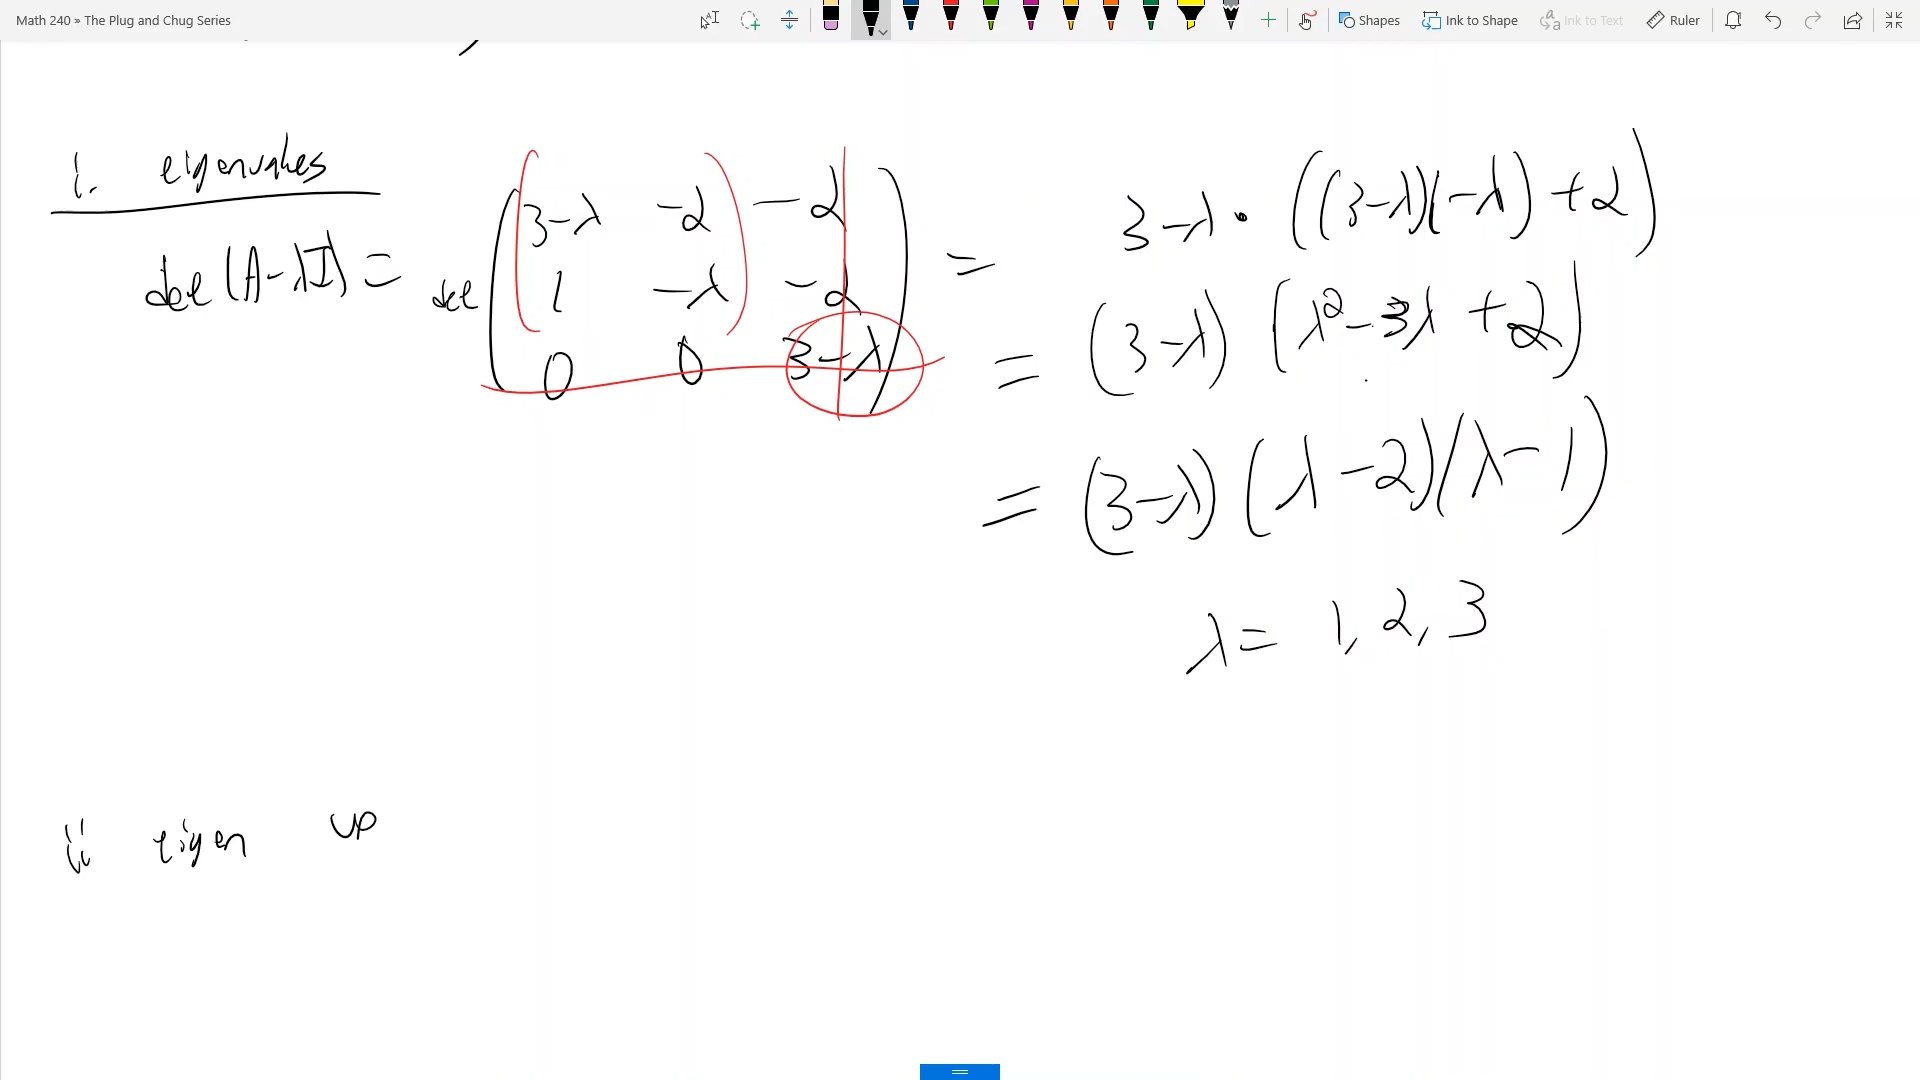 Math 240 » The Plug and Chug Series
Shapes
Ink to Shape
Ink to Text
Ruler
i. eigenvalues
det(A-λI) = det
3-λ -2 -2
1 -λ -2
0 0 3-λ
= 3-λ · ((3-λ)(-λ) +2)
= (3-λ) (λ² - 3λ + 2)
= (3-λ) (λ-2)(λ-1)
λ = 1, 2, 3
ii eigen